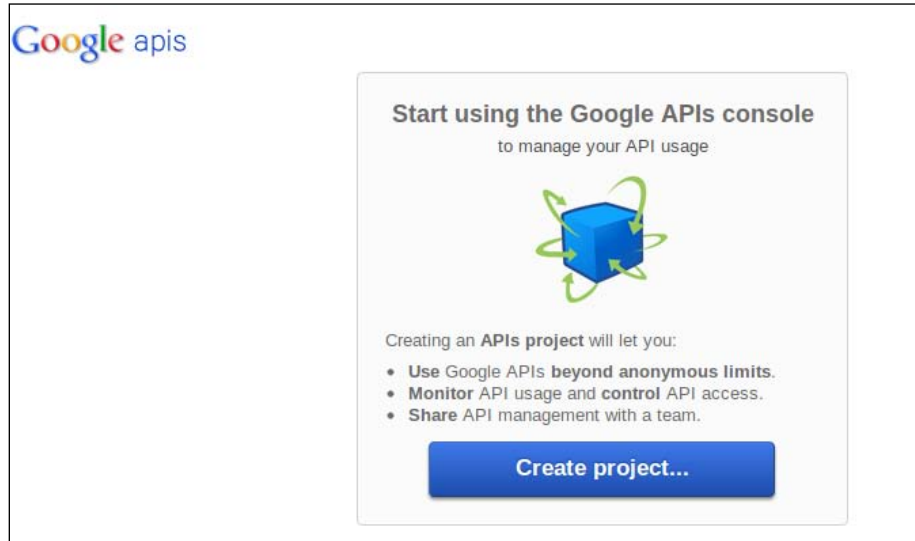 Google apis
Start using the Google APIs console
to manage your API usage
Creating an APIs project will let you:
• Use Google APIs beyond anonymous limits.
• Monitor API usage and control API access.
• Share API management with a team.
Create project...